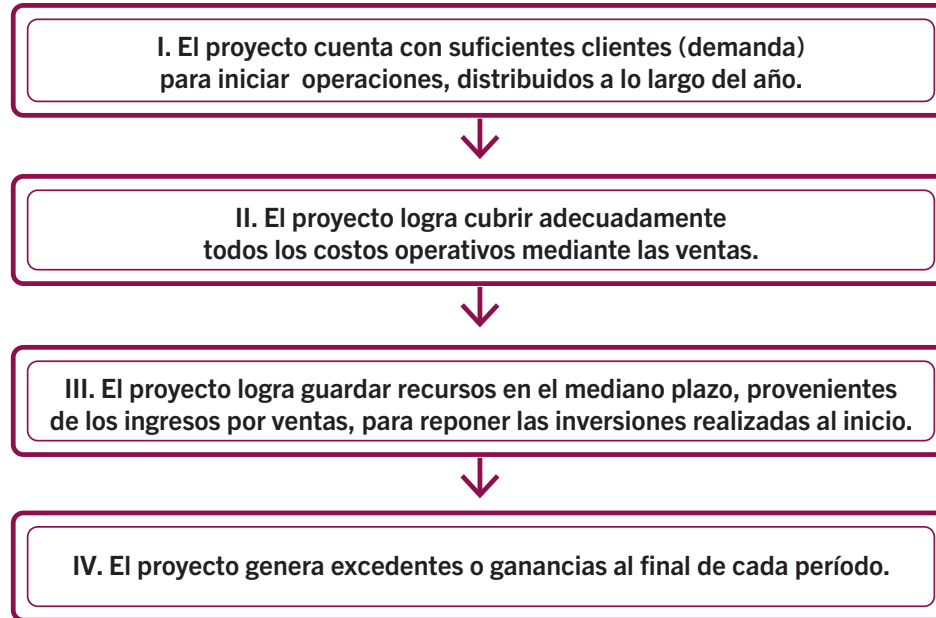 I. El proyecto cuenta con suficientes clientes (demanda)
para iniciar operaciones, distribuidos a lo largo del año.
II. El proyecto logra cubrir adecuadamente
todos los costos operativos mediante las ventas.
III. El proyecto logra guardar recursos en el mediano plazo, provenientes
de los ingresos por ventas, para reponer las inversiones realizadas al inicio.
IV. El proyecto genera excedentes o ganancias al final de cada período.